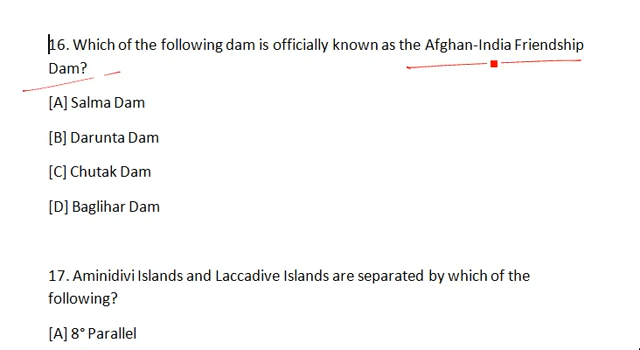 16. Which of the following dam is officially known as the Afghan-India Friendship
Dam?
[A] Salma Dam
[B] Darunta Dam
[C] Chutak Dam
[D] Baglihar Dam
17. Aminidivi Islands and Laccadive Islands are separated by which of the
following?
[A] 8° Parallel